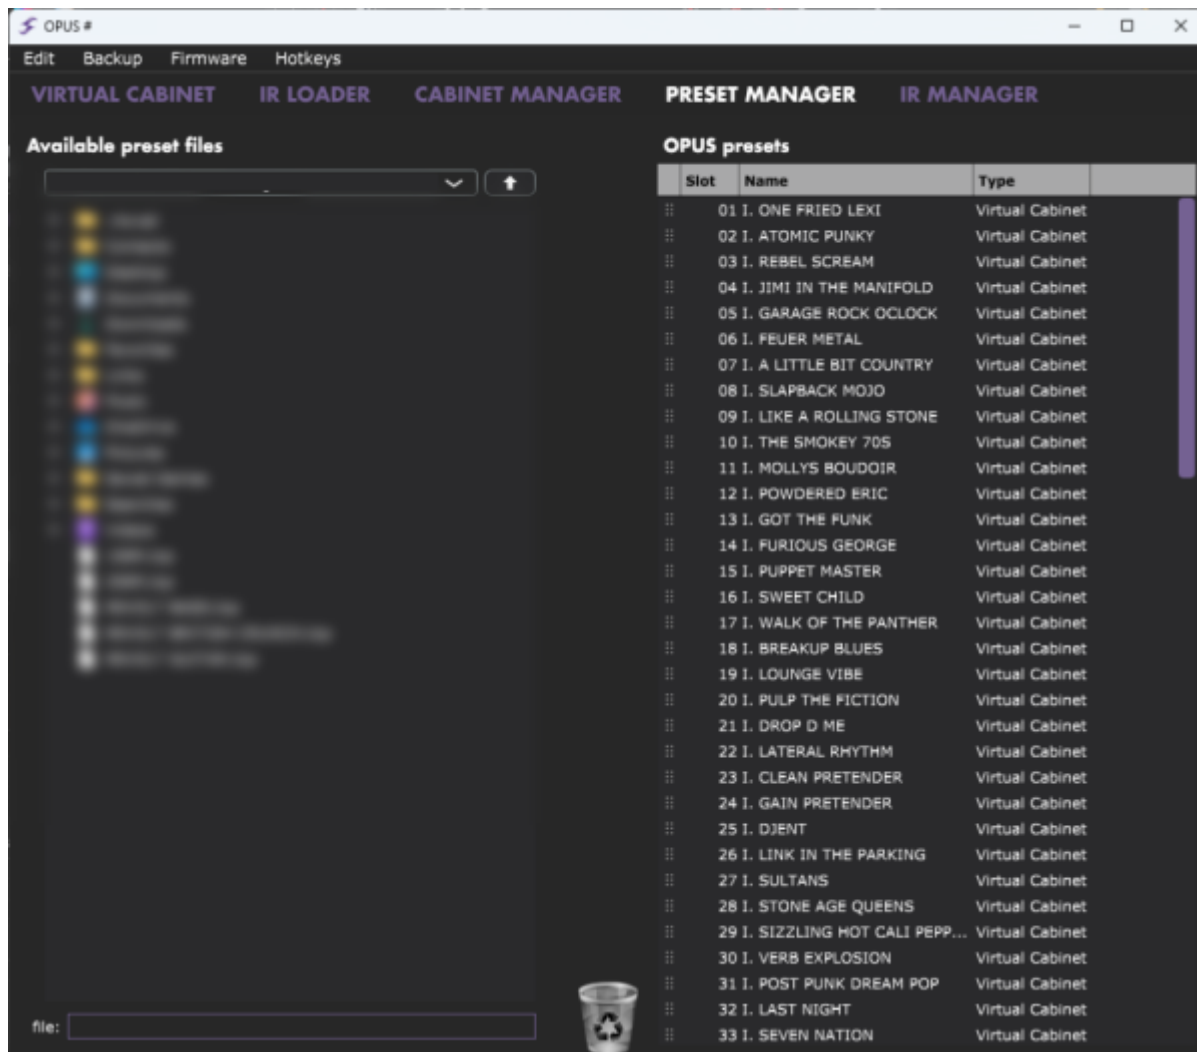 OPUS #
Edit Backup Firmware Hotkeys
VIRTUAL CABINET IR LOADER CABINET MANAGER PRESET MANAGER IR MANAGER
Available preset files
OPUS presets
Slot Name Type
01 I. ONE FRIED LEXI Virtual Cabinet
02 I. ATOMIC PUNKY Virtual Cabinet
03 I. REBEL SCREAM Virtual Cabinet
04 I. JIMI IN THE MANIFOLD Virtual Cabinet
05 I. GARAGE ROCK OCLOCK Virtual Cabinet
06 I. FEUER METAL Virtual Cabinet
07 I. A LITTLE BIT COUNTRY Virtual Cabinet
08 I. SLAPBACK MOJO Virtual Cabinet
09 I. LIKE A ROLLING STONE Virtual Cabinet
10 I. THE SMOKEY 70S Virtual Cabinet
11 I. MOLLYS BOUDOIR Virtual Cabinet
12 I. POWDERED ERIC Virtual Cabinet
13 I. GOT THE FUNK Virtual Cabinet
14 I. FURIOUS GEORGE Virtual Cabinet
15 I. PUPPET MASTER Virtual Cabinet
16 I. SWEET CHILD Virtual Cabinet
17 I. WALK OF THE PANTHER Virtual Cabinet
18 I. BREAKUP BLUES Virtual Cabinet
19 I. LOUNGE VIBE Virtual Cabinet
20 I. PULP THE FICTION Virtual Cabinet
21 I. DROP D ME Virtual Cabinet
22 I. LATERAL RHYTHM Virtual Cabinet
23 I. CLEAN PRETENDER Virtual Cabinet
24 I. GAIN PRETENDER Virtual Cabinet
25 I. DJENT Virtual Cabinet
26 I. LINK IN THE PARKING Virtual Cabinet
27 I. SULTANS Virtual Cabinet
28 I. STONE AGE QUEENS Virtual Cabinet
29 I. SIZZLING HOT CALI PEPP... Virtual Cabinet
30 I. VERB EXPLOSION Virtual Cabinet
31 I. POST PUNK DREAM POP Virtual Cabinet
32 I. LAST NIGHT Virtual Cabinet
33 I. SEVEN NATION Virtual Cabinet
file: